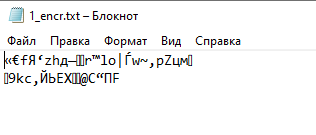 1_encr.txt – Блокнот
Файл Правка Формат Вид Справка
«€fЯ‘zhд–▯▯r™lo|Ѓw~‚pZцм▯
▯9kc‚ЙЬЕХ▯▯@С“ПF